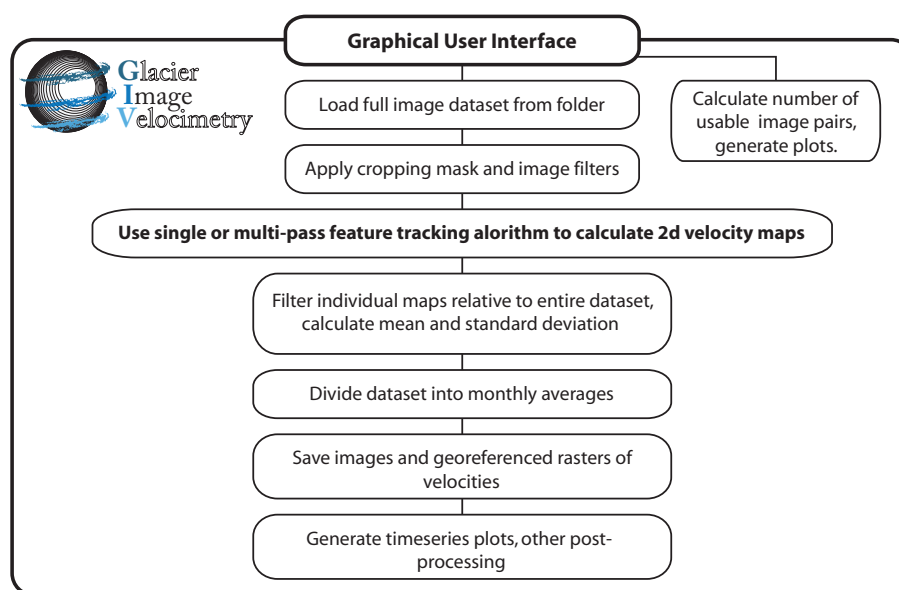 Graphical User Interface
Glacier
Image
Velocimetry
Load full image dataset from folder
Calculate number of
usable image pairs,
generate plots.
Apply cropping mask and image filters
Use single or multi-pass feature tracking alorithm to calculate 2d velocity maps
Filter individual maps relative to entire dataset,
calculate mean and standard deviation
Divide dataset into monthly averages
Save images and georeferenced rasters of
velocities
Generate timeseries plots, other post-
processing